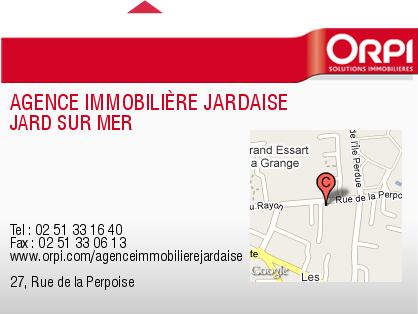 ORPI
SOLUTIONS IMMOBILIÈRES
AGENCE IMMOBILIÈRE JARDAISE
JARD SUR MER
rand Essart
a Grange
de l'Ile Perdue
C
u Rayon
Rue de la Perpo
Tel : 02 51 33 16 40
Fax : 02 51 33 06 13
www.orpi.com/agenceimmobilierejardaise
Google
Les
27, Rue de la Perpoise